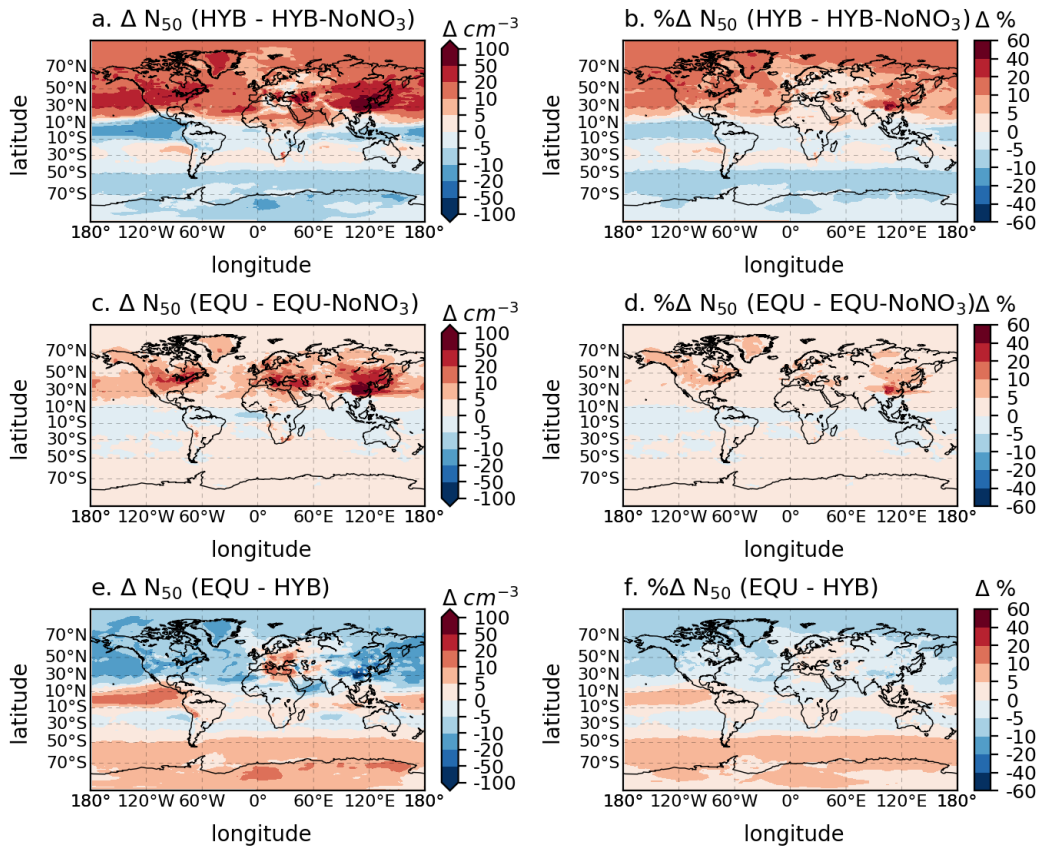 a. Δ N₅₀ (HYB - HYB-NoNO₃)
Δ cm⁻³
100
50
20
10
5
0
-5
-10
-20
-50
-100
70°N
50°N
30°N
10°N
10°S
30°S
50°S
70°S
latitude
180° 120°W 60°W 0° 60°E 120°E 180°
longitude
b. %Δ N₅₀ (HYB - HYB-NoNO₃)
Δ %
60
40
20
10
5
0
-5
-10
-20
-40
-60
70°N
50°N
30°N
10°N
10°S
30°S
50°S
70°S
latitude
180° 120°W 60°W 0° 60°E 120°E 180°
longitude
c. Δ N₅₀ (EQU - EQU-NoNO₃)
Δ cm⁻³
100
50
20
10
5
0
-5
-10
-20
-50
-100
70°N
50°N
30°N
10°N
10°S
30°S
50°S
70°S
latitude
180° 120°W 60°W 0° 60°E 120°E 180°
longitude
d. %Δ N₅₀ (EQU - EQU-NoNO₃)
Δ %
60
40
20
10
5
0
-5
-10
-20
-40
-60
70°N
50°N
30°N
10°N
10°S
30°S
50°S
70°S
latitude
180° 120°W 60°W 0° 60°E 120°E 180°
longitude
e. Δ N₅₀ (EQU - HYB)
Δ cm⁻³
100
50
20
10
5
0
-5
-10
-20
-50
-100
70°N
50°N
30°N
10°N
10°S
30°S
50°S
70°S
latitude
180° 120°W 60°W 0° 60°E 120°E 180°
longitude
f. %Δ N₅₀ (EQU - HYB)
Δ %
60
40
20
10
5
0
-5
-10
-20
-40
-60
70°N
50°N
30°N
10°N
10°S
30°S
50°S
70°S
latitude
180° 120°W 60°W 0° 60°E 120°E 180°
longitude